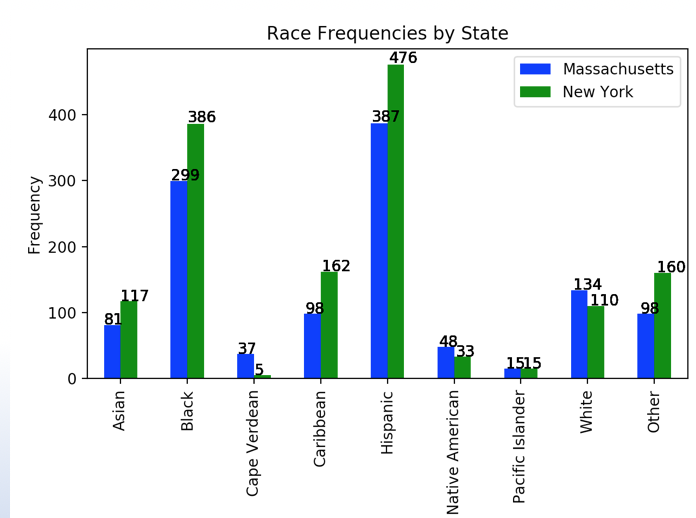 Race Frequencies by State
Massachusetts
New York
Frequency
400
300
200
100
0
81
117
299
386
37
5
98
162
387
476
48
33
15
15
134
110
98
160
Asian
Black
Cape Verdean
Caribbean
Hispanic
Native American
Pacific Islander
White
Other